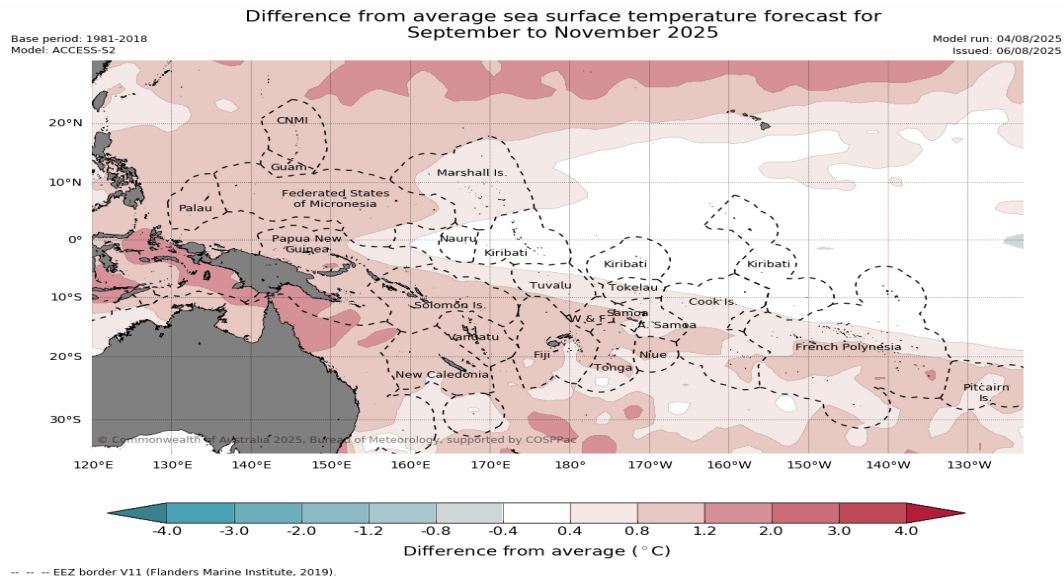 Difference from average sea surface temperature forecast for
September to November 2025
Base period: 1981-2018
Model: ACCESS-S2
Model run: 04/08/2025
Issued: 06/08/2025
20°N
10°N
0°
10°S
20°S
30°S
CNMI
Guam
Marshall Is.
Federated States
of Micronesia
Palau
Papua New
Guinea
Nauru
Kiribati
Kiribati
Kiribati
Tuvalu
Tokelau
Solomon Is.
Cook Is.
W & F
Samoa
A. Samoa
Vanuatu
French Polynesia
Fiji
Niue
Tonga
New Caledonia
Pitcairn
Is.
© Commonwealth of Australia 2025, Bureau of Meteorology, supported by COSPPac
120°E 130°E 140°E 150°E 160°E 170°E 180° 170°W 160°W 150°W 140°W 130°W
-4.0 -3.0 -2.0 -1.2 -0.8 -0.4 0.4 0.8 1.2 2.0 3.0 4.0
Difference from average (°C)
-- -- -- EEZ border V11 (Flanders Marine Institute, 2019).